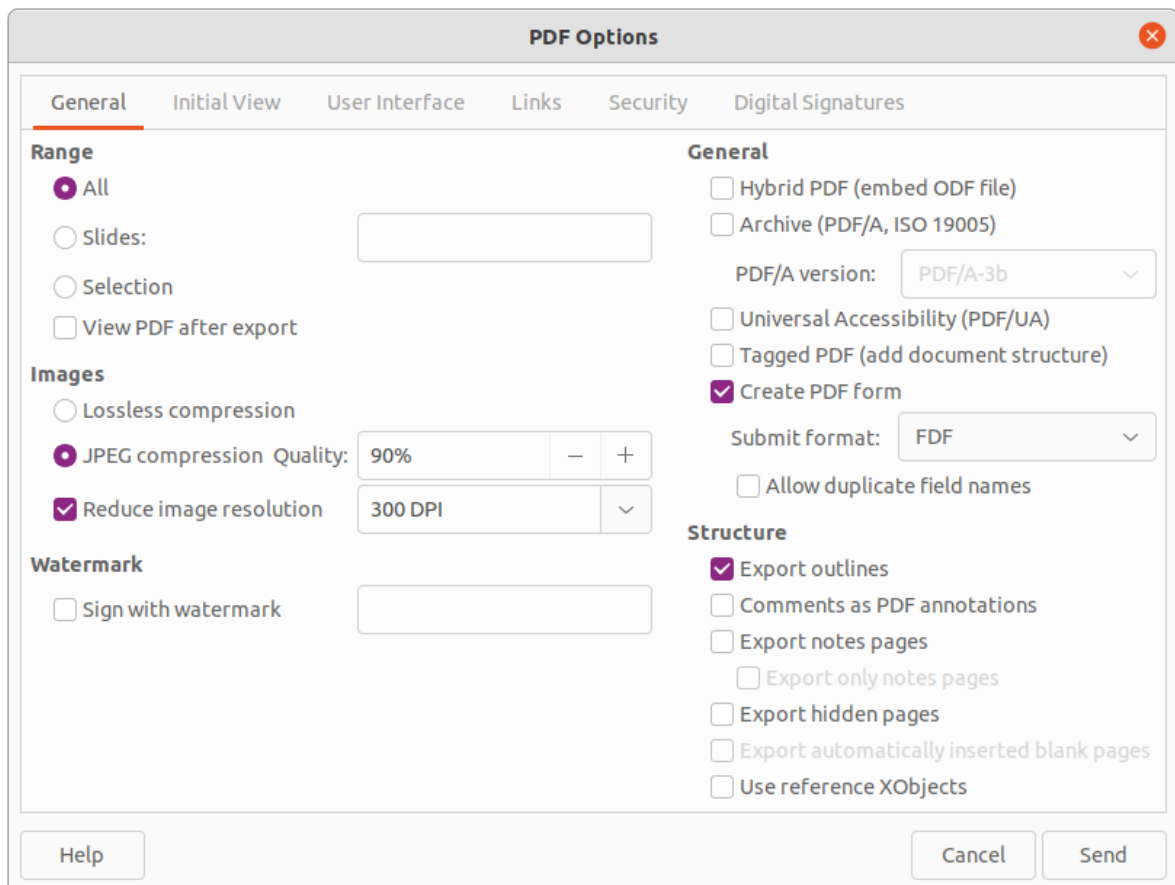 PDF Options
General Initial View User Interface Links Security Digital Signatures
Range
All
Slides:
Selection
View PDF after export
Images
Lossless compression
JPEG compression Quality: 90%
Reduce image resolution 300 DPI
Watermark
Sign with watermark
General
Hybrid PDF (embed ODF file)
Archive (PDF/A, ISO 19005)
PDF/A version: PDF/A-3b
Universal Accessibility (PDF/UA)
Tagged PDF (add document structure)
Create PDF form
Submit format: FDF
Allow duplicate field names
Structure
Export outlines
Comments as PDF annotations
Export notes pages
Export only notes pages
Export hidden pages
Export automatically inserted blank pages
Use reference XObjects
Help Cancel Send